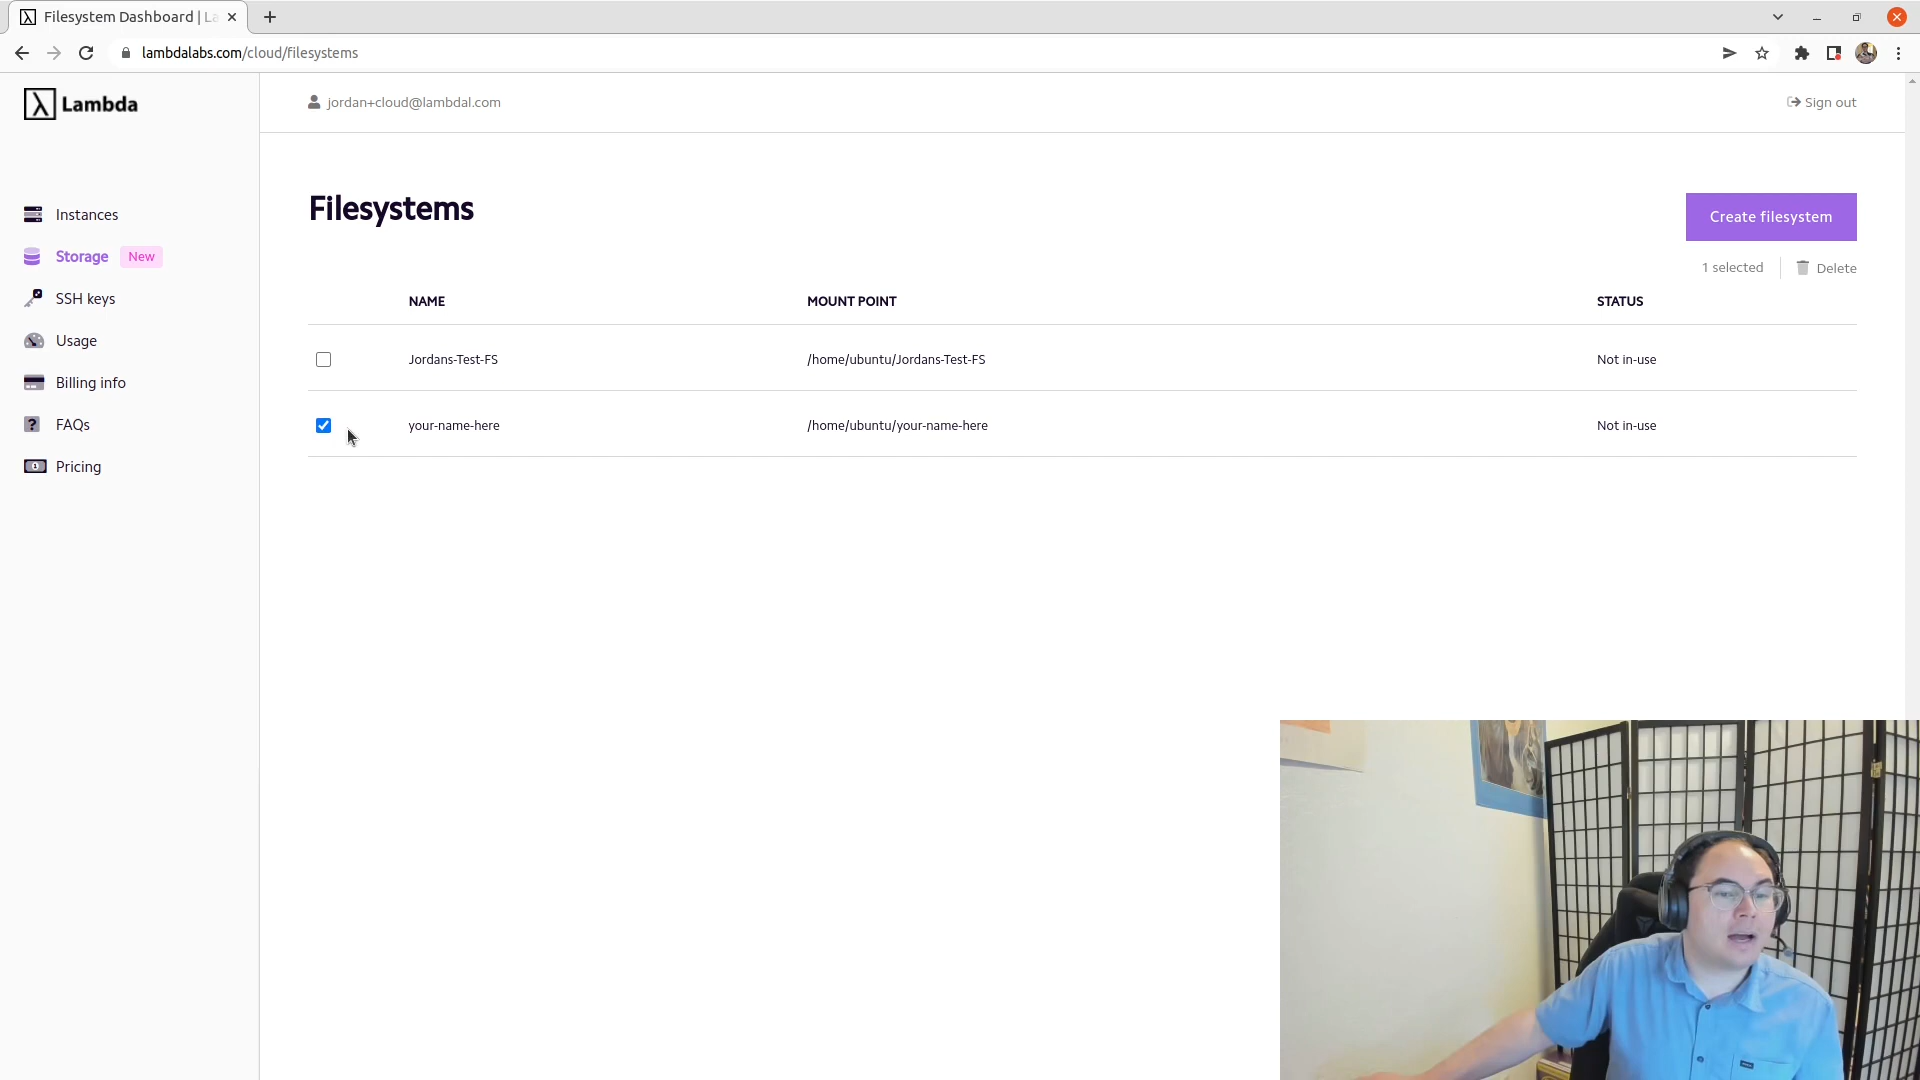 Filesystem Dashboard | La
lambdalabs.com/cloud/filesystems
Lambda
jordan+cloud@lambdal.com
Sign out
Instances
Storage New
SSH keys
Usage
Billing info
FAQs
Pricing
Filesystems
Create filesystem
1 selected Delete
NAME MOUNT POINT STATUS
Jordans-Test-FS /home/ubuntu/Jordans-Test-FS Not in-use
your-name-here /home/ubuntu/your-name-here Not in-use